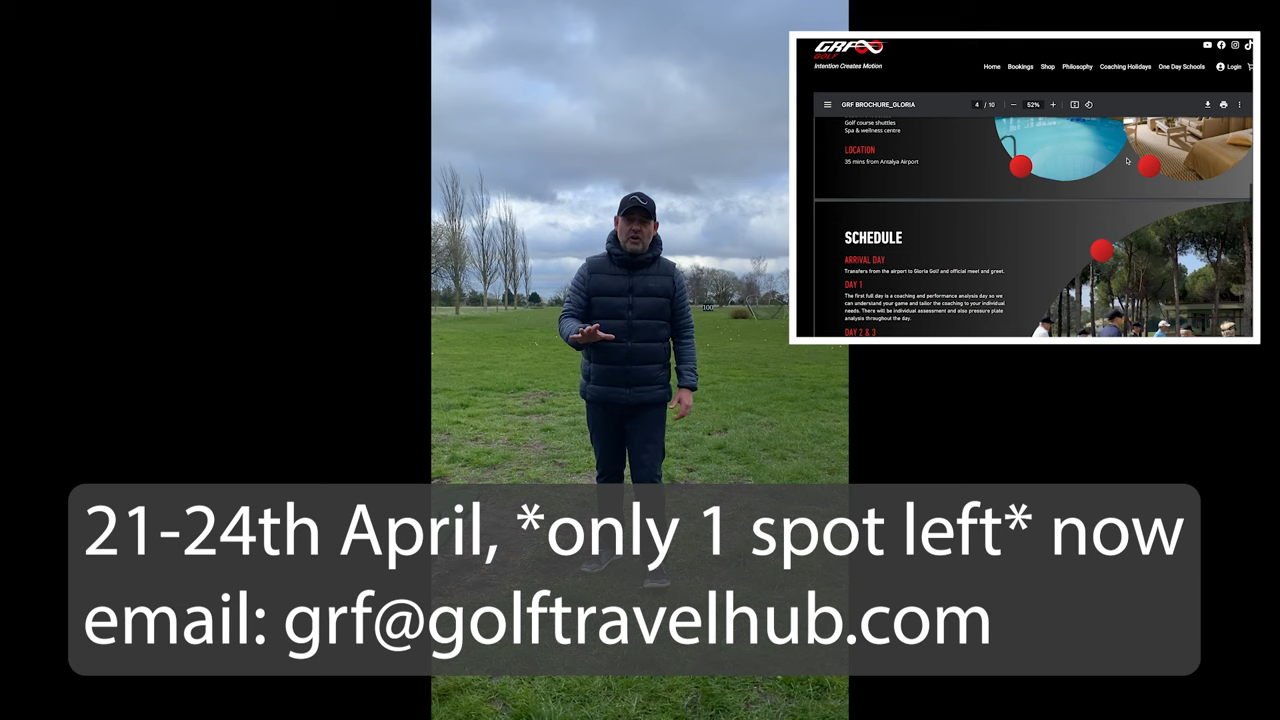 GRF
GOLF
Intention Creates Motion
Home Bookings Shop Philosophy Coaching Holidays One Day Schools Login
GRF BROCHURE_GLORIA 4 / 10 52%
Golf course shuttles
Spa & wellness centre
LOCATION
35 mins from Antalya Airport
SCHEDULE
ARRIVAL DAY
Transfers from the airport to Gloria Golf and official meet and greet.
DAY 1
The first full day is a coaching and performance analysis day so we
can understand your game and tailor the coaching to your individual
needs. There will be individual assessment and also pressure plate
analysis throughout the day.
DAY 2 & 3
100
21-24th April, *only 1 spot left* now
email: grf@golftravelhub.com